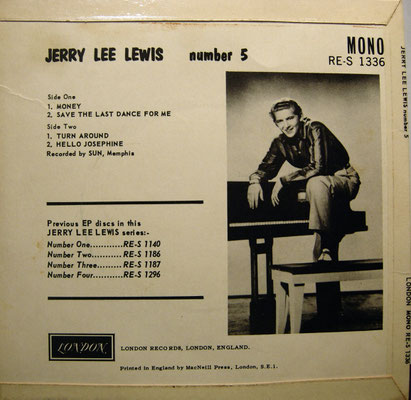 JERRY LEE LEWIS number 5
MONO
RE-S 1336
Side One
1. MONEY
2. SAVE THE LAST DANCE FOR ME
Side Two
1. TURN AROUND
2. HELLO JOSEPHINE
Recorded by SUN, Memphis
Previous EP discs in this
JERRY LEE LEWIS series:-
Number One...........RE-S 1140
Number Two...........RE-S 1186
Number Three.........RE-S 1187
Number Four..........RE-S 1296
LONDON
LONDON RECORDS, LONDON, ENGLAND.
Printed in England by MacNeill Press, London, S.E.1.
JERRY LEE LEWIS number 5
LONDON MONO RE-S 1336